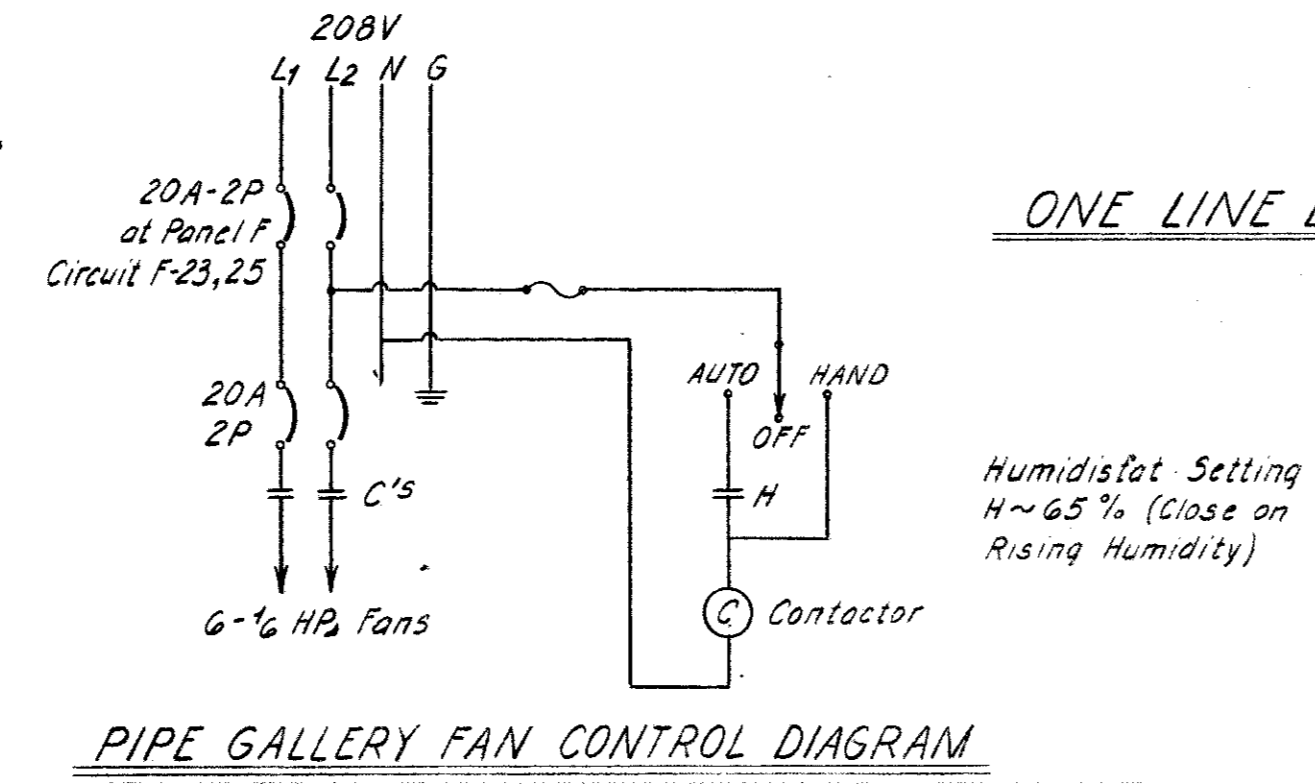 208V
L1 L2 N G
20A-2P
at Panel F
Circuit F-23,25
ONE LINE
20A
2P
C's
AUTO HAND
OFF
H
Humidistat Setting
H~65% (Close on
Rising Humidity)
C Contactor
6-1/6 HP, Fans
PIPE GALLERY FAN CONTROL DIAGRAM